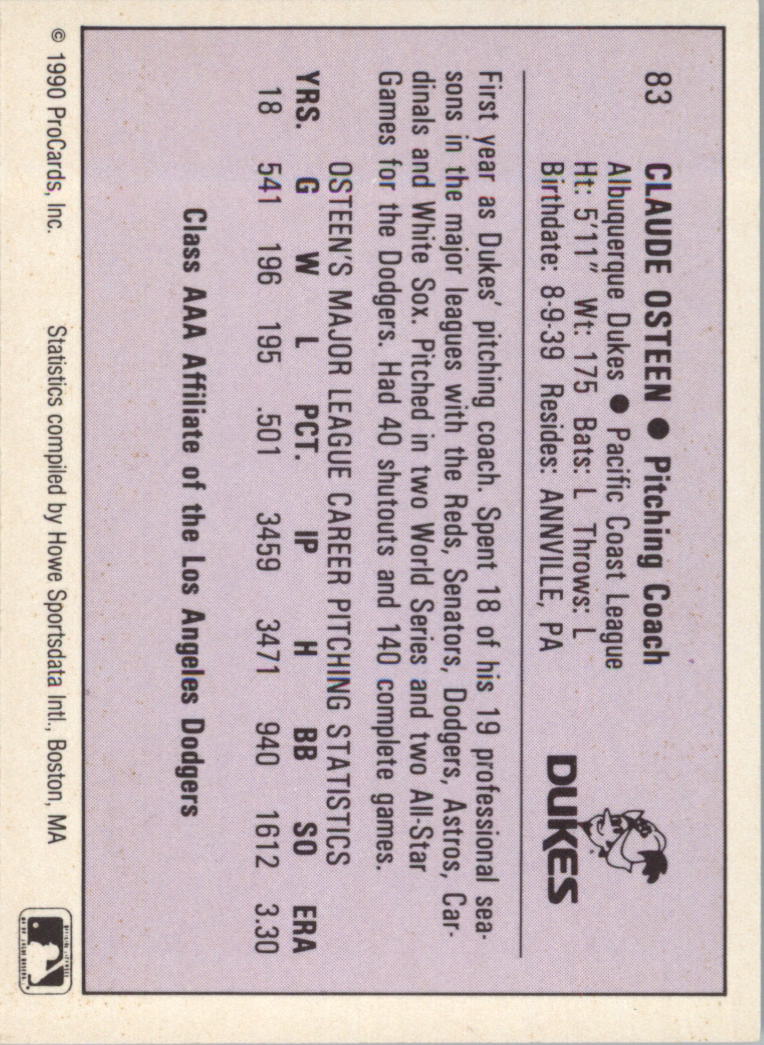 83 CLAUDE OSTEEN ● Pitching Coach
Albuquerque Dukes ● Pacific Coast League
Ht: 5'11" Wt: 175 Bats: L Throws: L
Birthdate: 8-9-39 Resides: ANNVILLE, PA
DUKES
First year as Dukes' pitching coach. Spent 18 of his 19 professional sea-
sons in the major leagues with the Reds, Senators, Dodgers, Astros, Car-
dinals and White Sox. Pitched in two World Series and two All-Star
Games for the Dodgers. Had 40 shutouts and 140 complete games.
OSTEEN'S MAJOR LEAGUE CAREER PITCHING STATISTICS
YRS. G W L PCT. IP H BB SO ERA
18 541 196 195 .501 3459 3471 940 1612 3.30
Class AAA Affiliate of the Los Angeles Dodgers
© 1990 ProCards, Inc. Statistics compiled by Howe Sportsdata Intl., Boston, MA